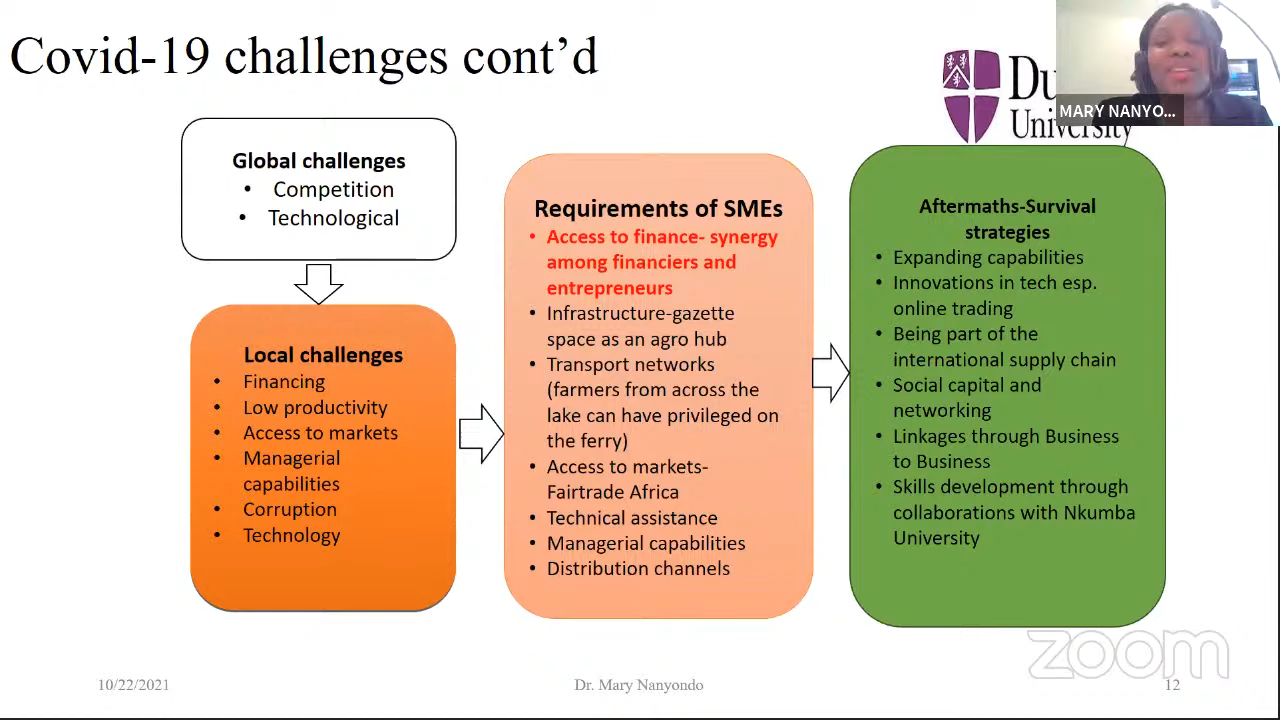 Covid-19 challenges cont’d
Du
University
MARY NANYO...
Global challenges
• Competition
• Technological
Local challenges
• Financing
• Low productivity
• Access to markets
• Managerial
capabilities
• Corruption
• Technology
Requirements of SMEs
• Access to finance- synergy
among financiers and
entrepreneurs
• Infrastructure-gazette
space as an agro hub
• Transport networks
(farmers from across the
lake can have privileged on
the ferry)
• Access to markets-
Fairtrade Africa
• Technical assistance
• Managerial capabilities
• Distribution channels
Aftermaths-Survival
strategies
• Expanding capabilities
• Innovations in tech esp.
online trading
• Being part of the
international supply chain
• Social capital and
networking
• Linkages through Business
to Business
• Skills development through
collaborations with Nkumba
University
zoom
10/22/2021
Dr. Mary Nanyondo
12